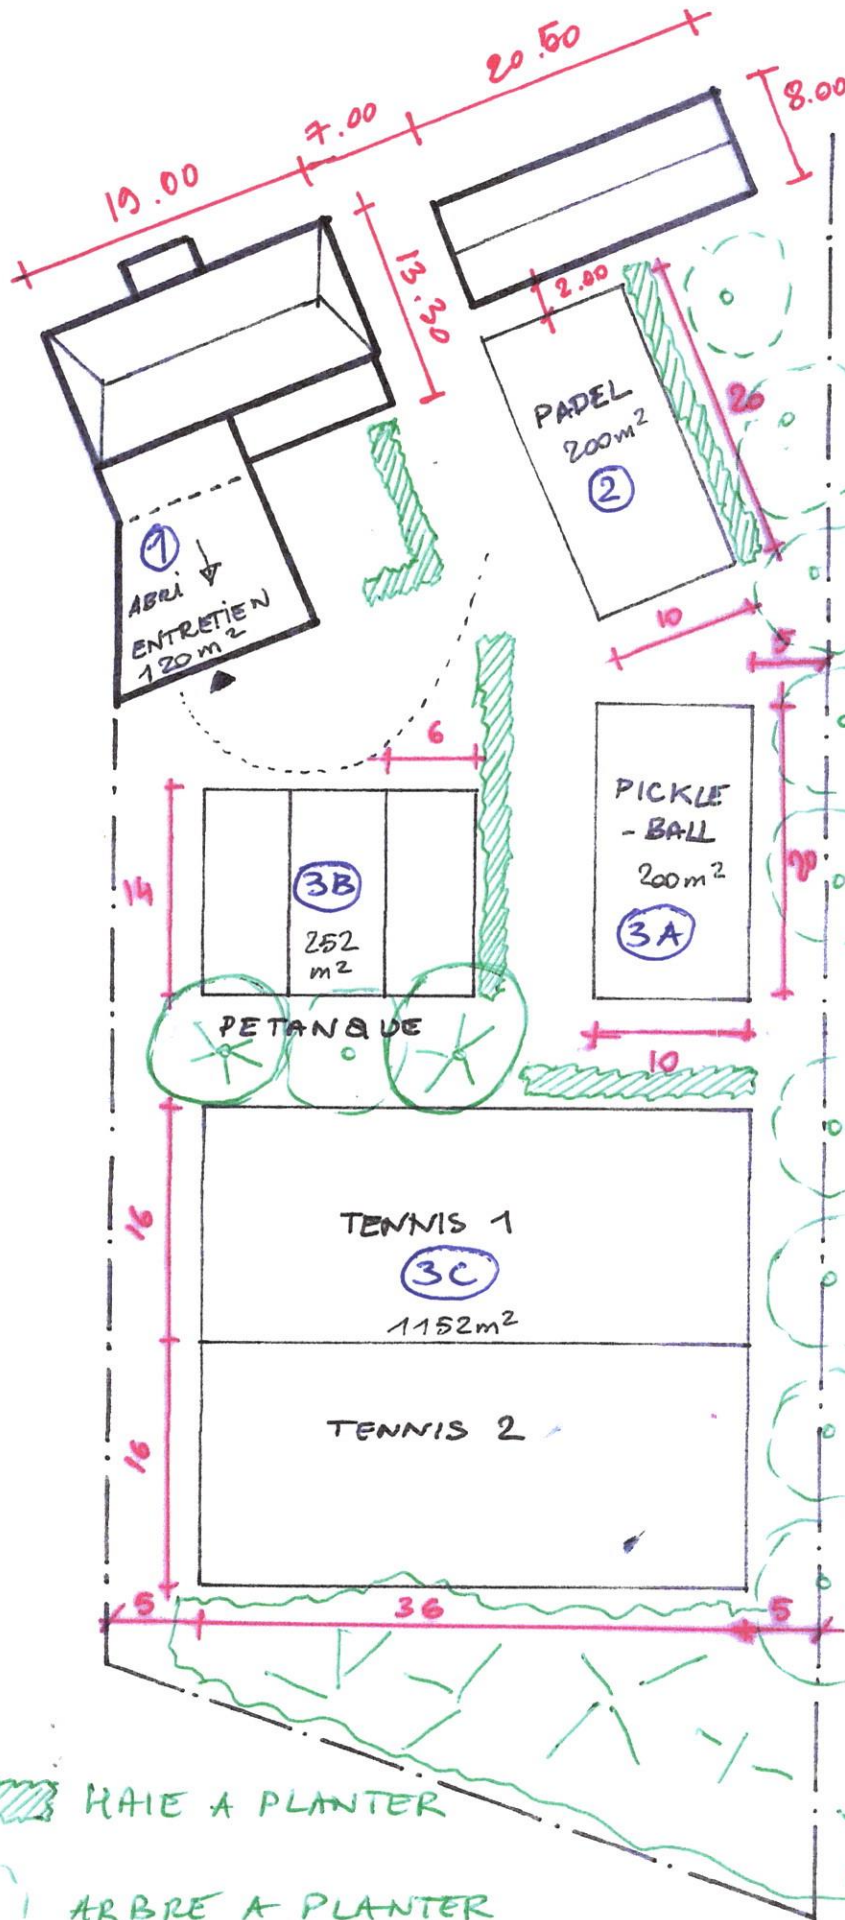 20.50
7.00
8.00
19.00
13.30
2.00
PADEL
200m²
2
20
1
ABRI
ENTRETIEN
120m²
10
5
6
PICKLE
-BALL
200m²
3A
20
14
3B
252
m²
PETANQUE
10
16
TENNIS 1
3C
1152m²
16
TENNIS 2
5
36
5
HAIE A PLANTER
ARBRE A PLANTER